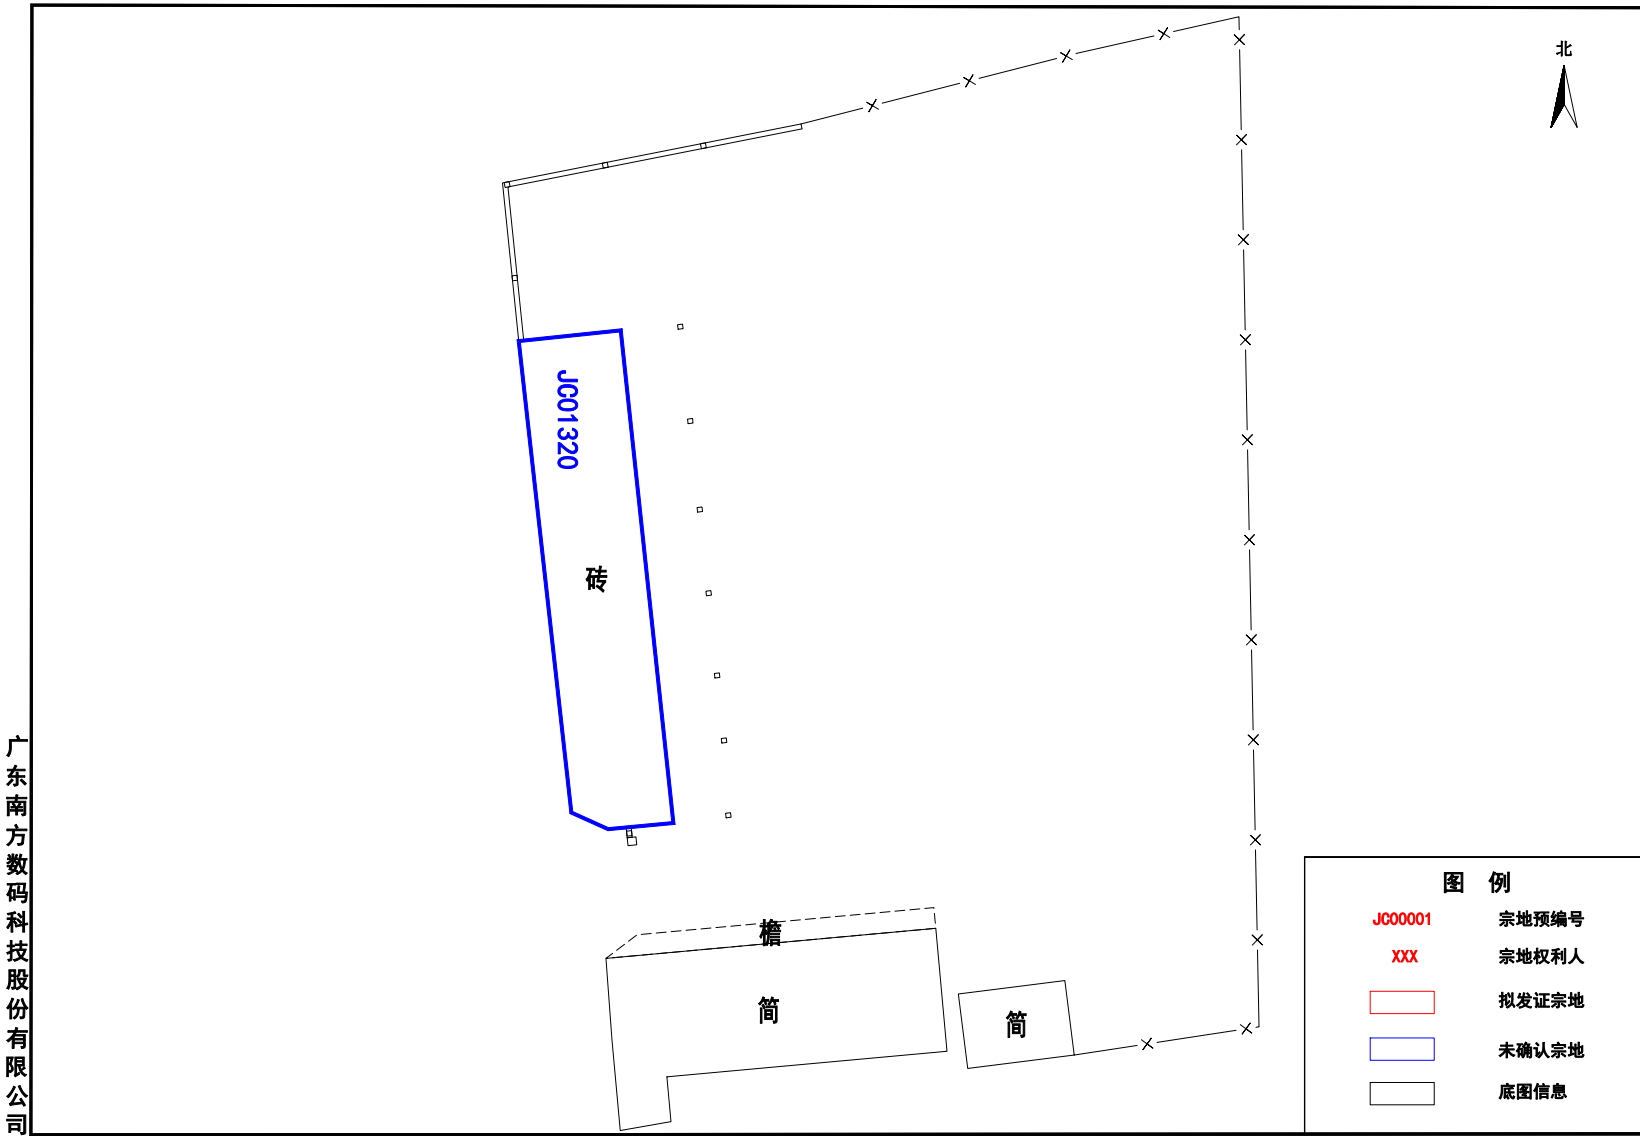 北
JC01320
砖
檐
简
简
广东南方数码科技股份有限公司
图 例
JC00001 宗地预编号
XXX 宗地权利人
拟发证宗地
未确认宗地
底图信息